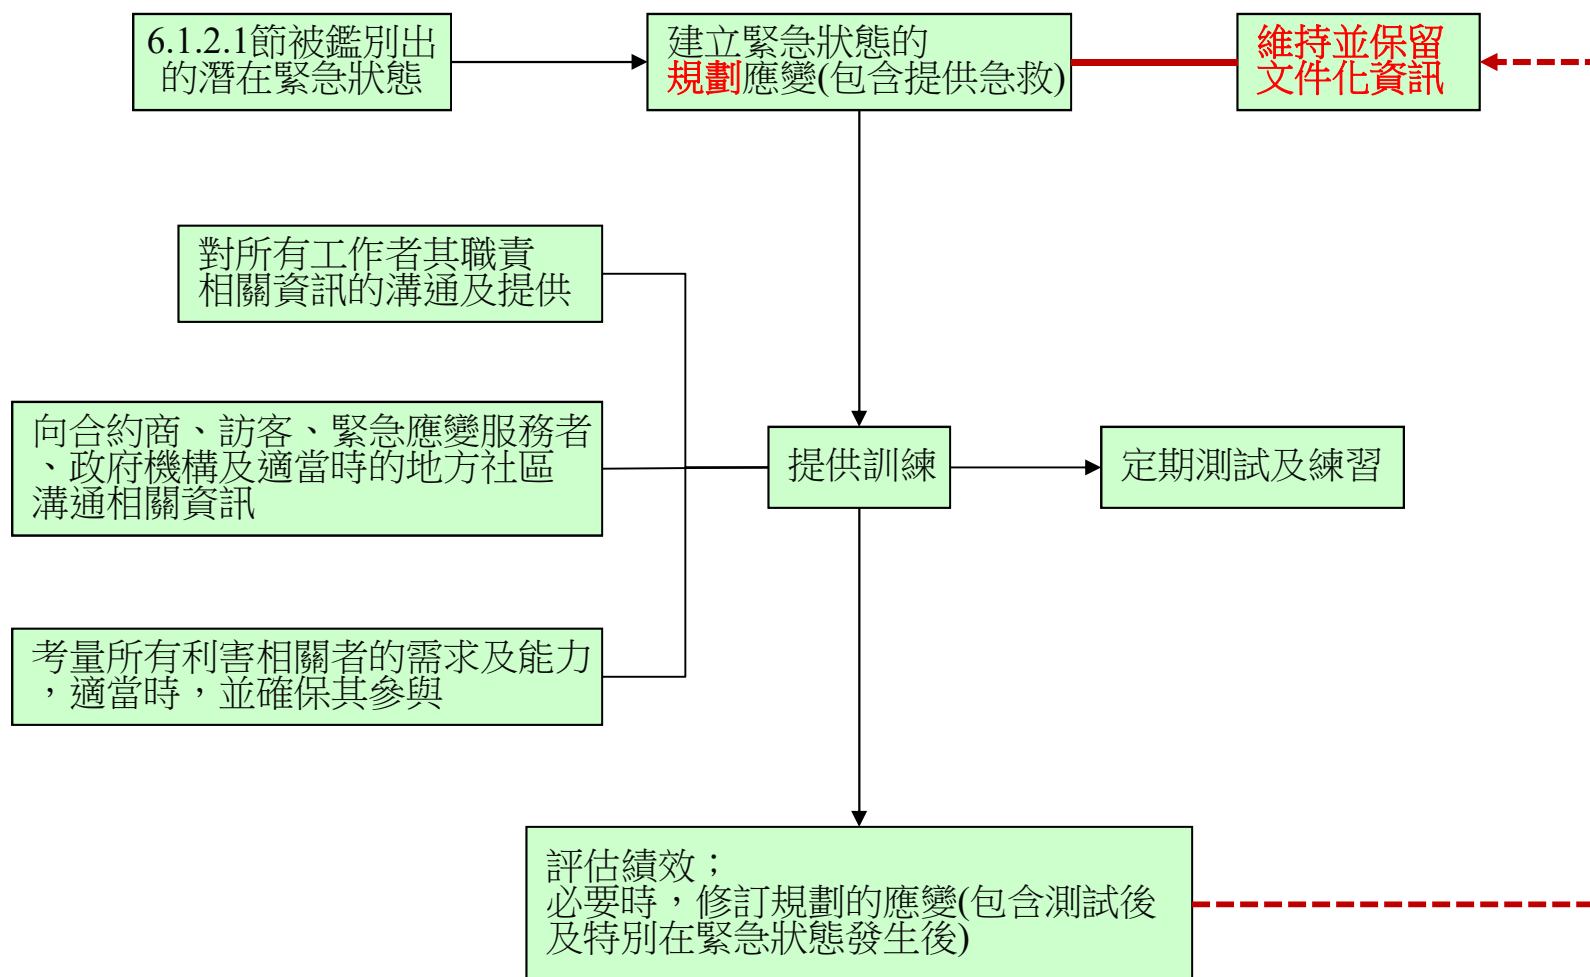 6.1.2.1節被鑑別出
的潛在緊急狀態
建立緊急狀態的
規劃應變(包含提供急救)
維持並保留
文件化資訊
對所有工作者其職責
相關資訊的溝通及提供
向合約商、訪客、緊急應變服務者
、政府機構及適當時的地方社區
溝通相關資訊
提供訓練
定期測試及練習
考量所有利害相關者的需求及能力
，適當時，並確保其參與
評估績效；
必要時，修訂規劃的應變(包含測試後
及特別在緊急狀態發生後)